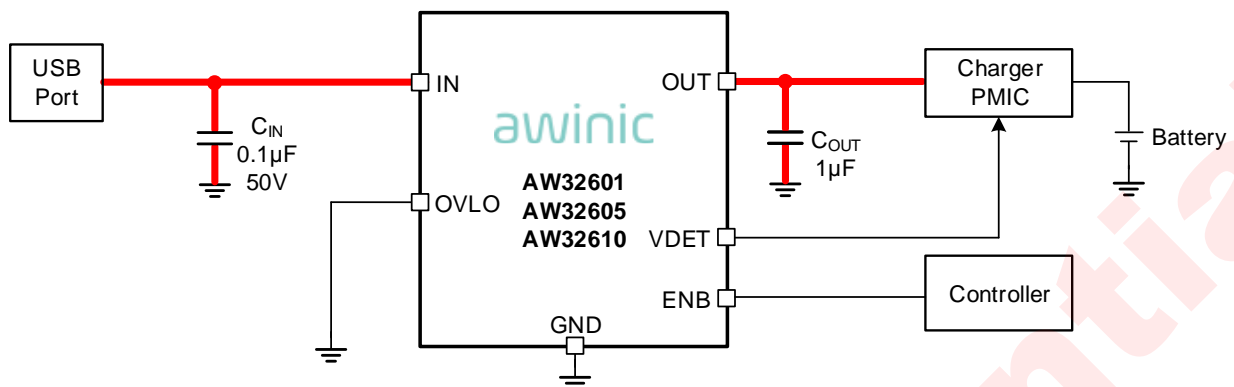 USB
Port
IN
OUT
Charger
PMIC
CIN
0.1µF
50V
awinic
COUT
1µF
Battery
AW32601
AW32605
AW32610
OVLO
VDET
ENB
Controller
GND